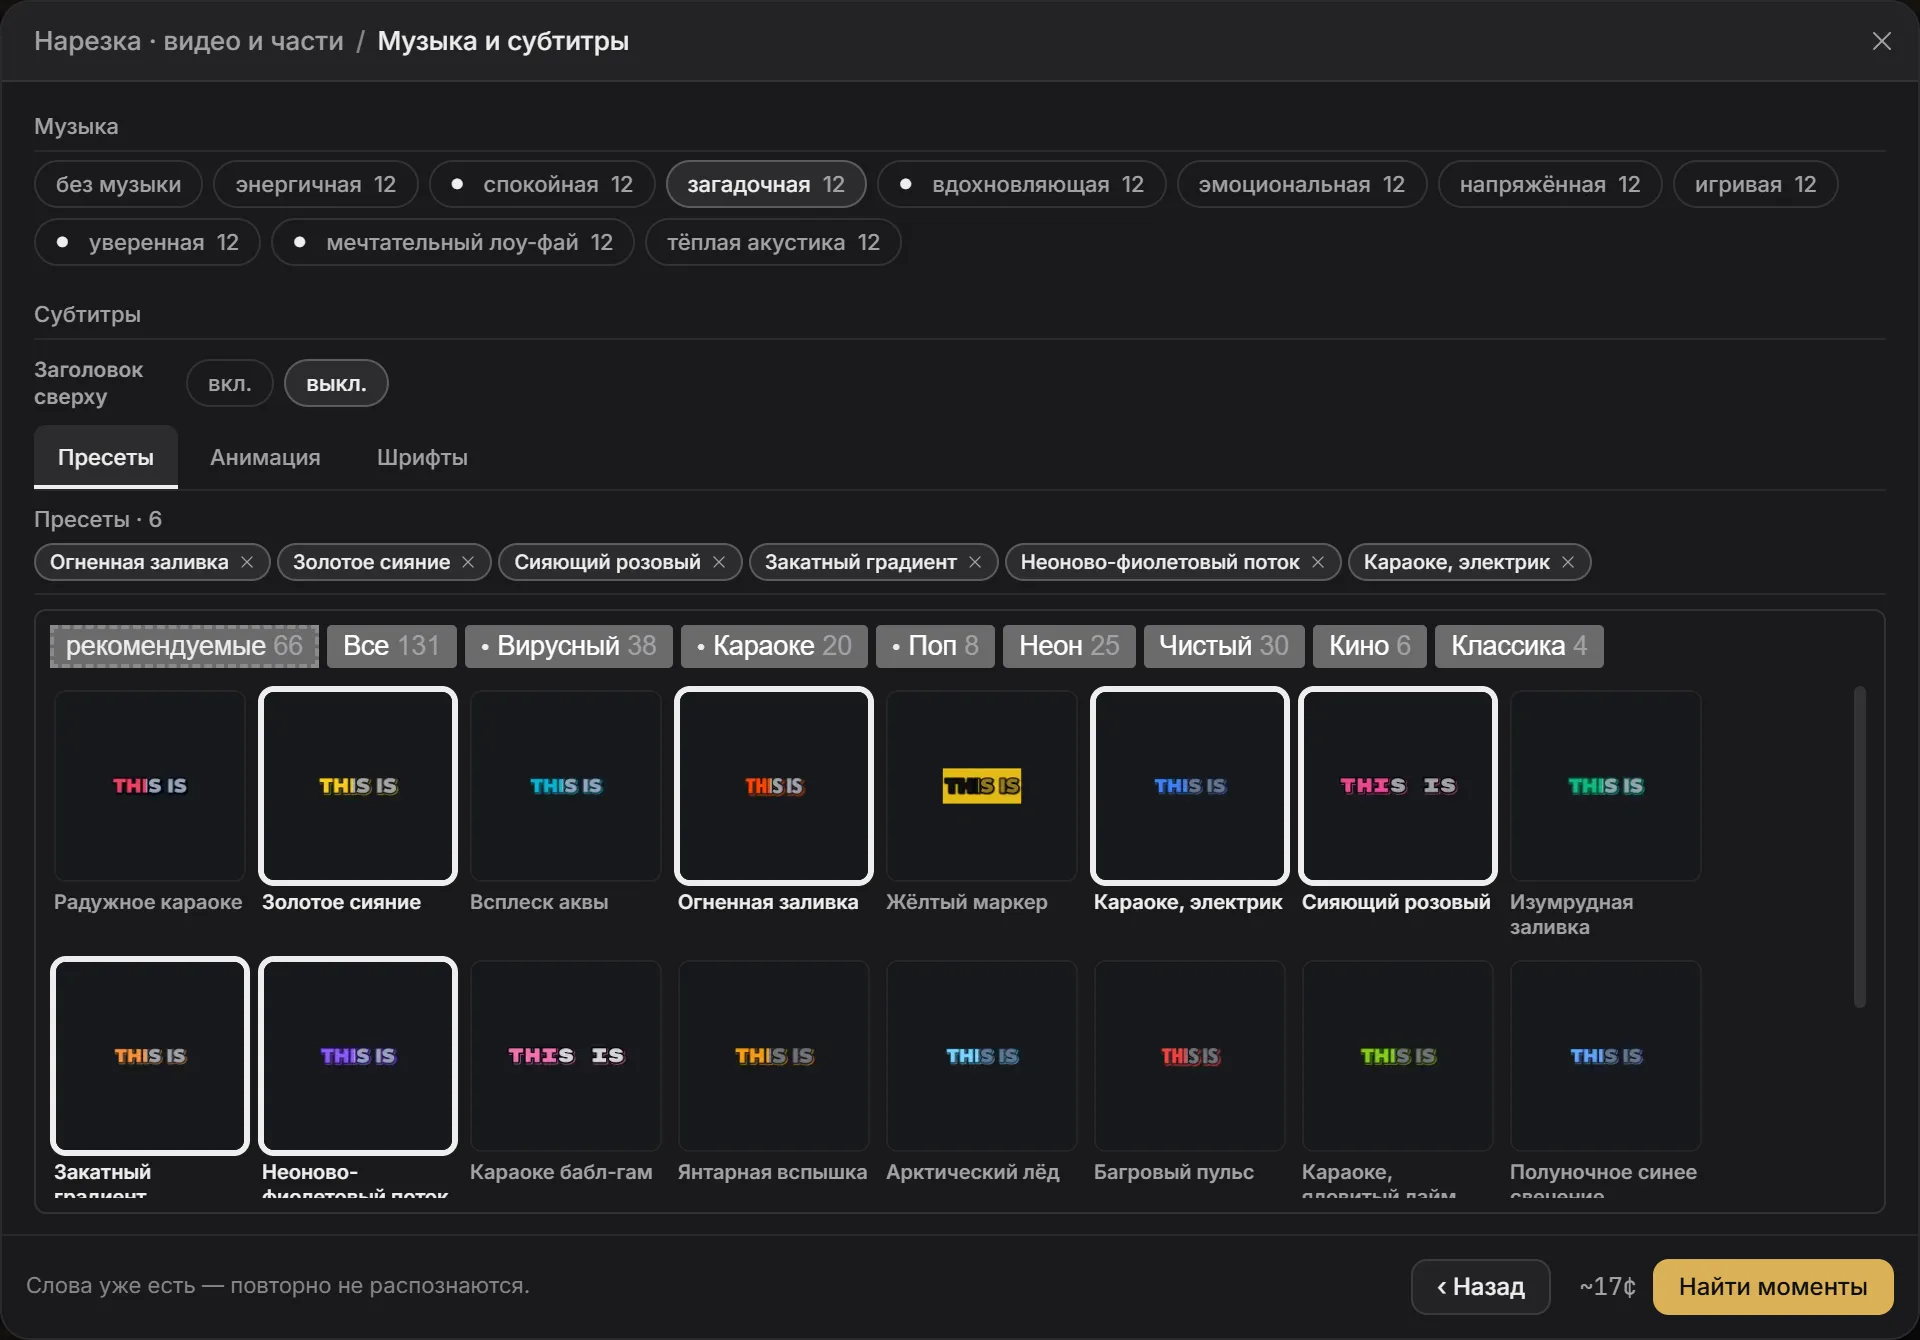 Нарезка · видео и части / Музыка и субтитры
Музыка
без музыки энергичная 12 • спокойная 12 загадочная 12 • вдохновляющая 12 эмоциональная 12 напряжённая 12 игривая 12
• уверенная 12 • мечтательный лоу-фай 12 тёплая акустика 12
Субтитры
Заголовок
сверху
вкл. выкл.
Пресеты Анимация Шрифты
Пресеты · 6
Огненная заливка × Золотое сияние × Сияющий розовый × Закатный градиент × Неоново-фиолетовый поток × Караоке, электрик ×
рекомендуемые 66 Все 131 • Вирусный 38 • Караоке 20 • Поп 8 Неон 25 Чистый 30 Кино 6 Классика 4
THIS IS THIS IS THIS IS THIS IS THIS IS THIS IS THIS IS THIS IS
Радужное караоке Золотое сияние Всплеск аквы Огненная заливка Жёлтый маркер Караоке, электрик Сияющий розовый Изумрудная
заливка
THIS IS THIS IS THIS IS THIS IS THIS IS THIS IS THIS IS THIS IS
Закатный Неоново- Караоке бабл-гам Янтарная вспышка Арктический лёд Багровый пульс Караоке, Полуночное синее
градиент фиолетовый поток ядовитый лайм свечение
Слова уже есть — повторно не распознаются.
‹ Назад ~17¢ Найти моменты